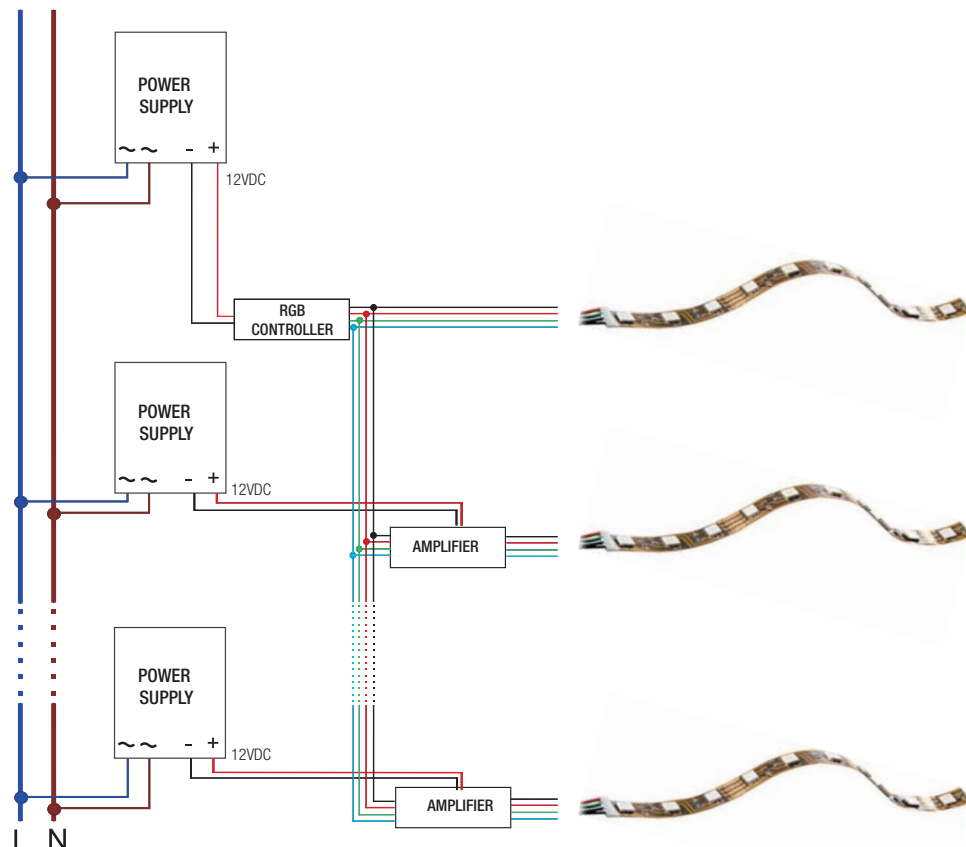 POWER
SUPPLY
~ ~ - +
12VDC
RGB
CONTROLLER
POWER
SUPPLY
~ ~ - +
12VDC
AMPLIFIER
POWER
SUPPLY
~ ~ - +
12VDC
AMPLIFIER
I N